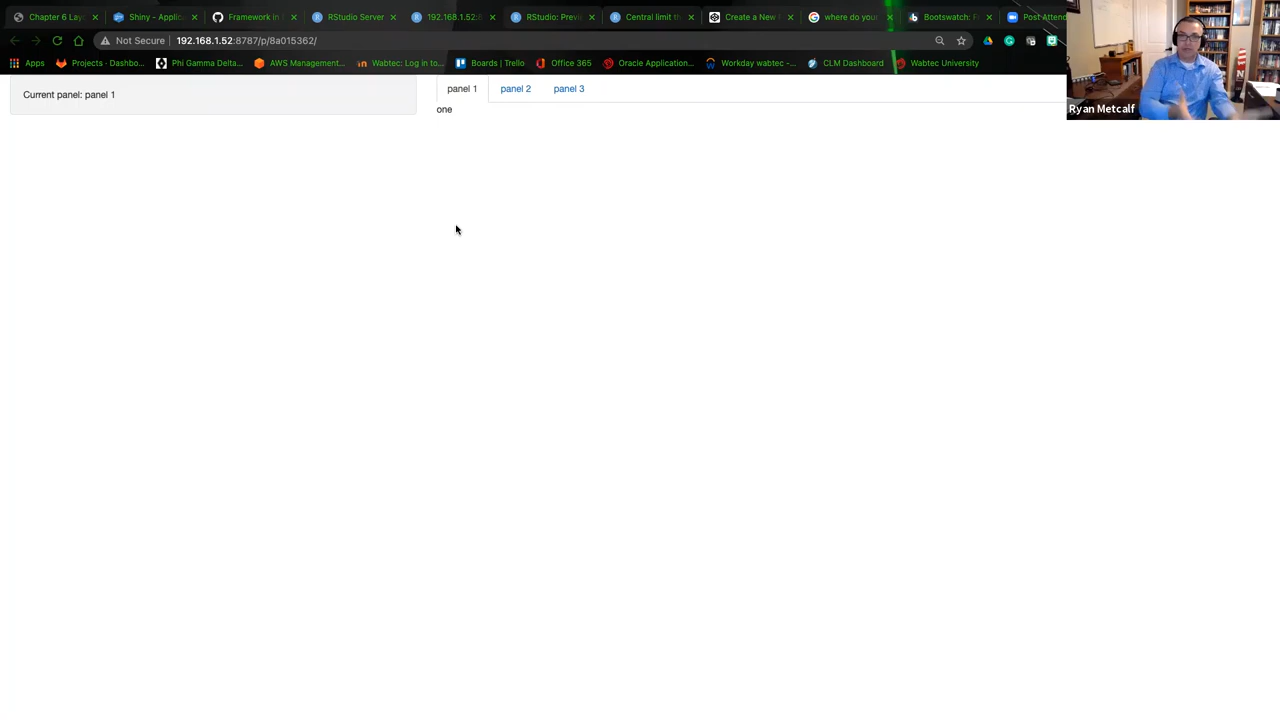 Chapter 6 Lay
Shiny - Applic
Framework in
RStudio Server
192.168.1.52:8
RStudio: Prev
Central limit th
Create a New
where do your
Bootswatch: F
Post Attend
Not Secure 192.168.1.52:8787/p/8a015362/
Apps
Projects · Dashbo...
Phi Gamma Delta...
AWS Management...
Wabtec: Log in to...
Boards | Trello
Office 365
Oracle Application...
Workday wabtec -...
CLM Dashboard
Wabtec University
Current panel: panel 1
panel 1 panel 2 panel 3
one
Ryan Metcalf